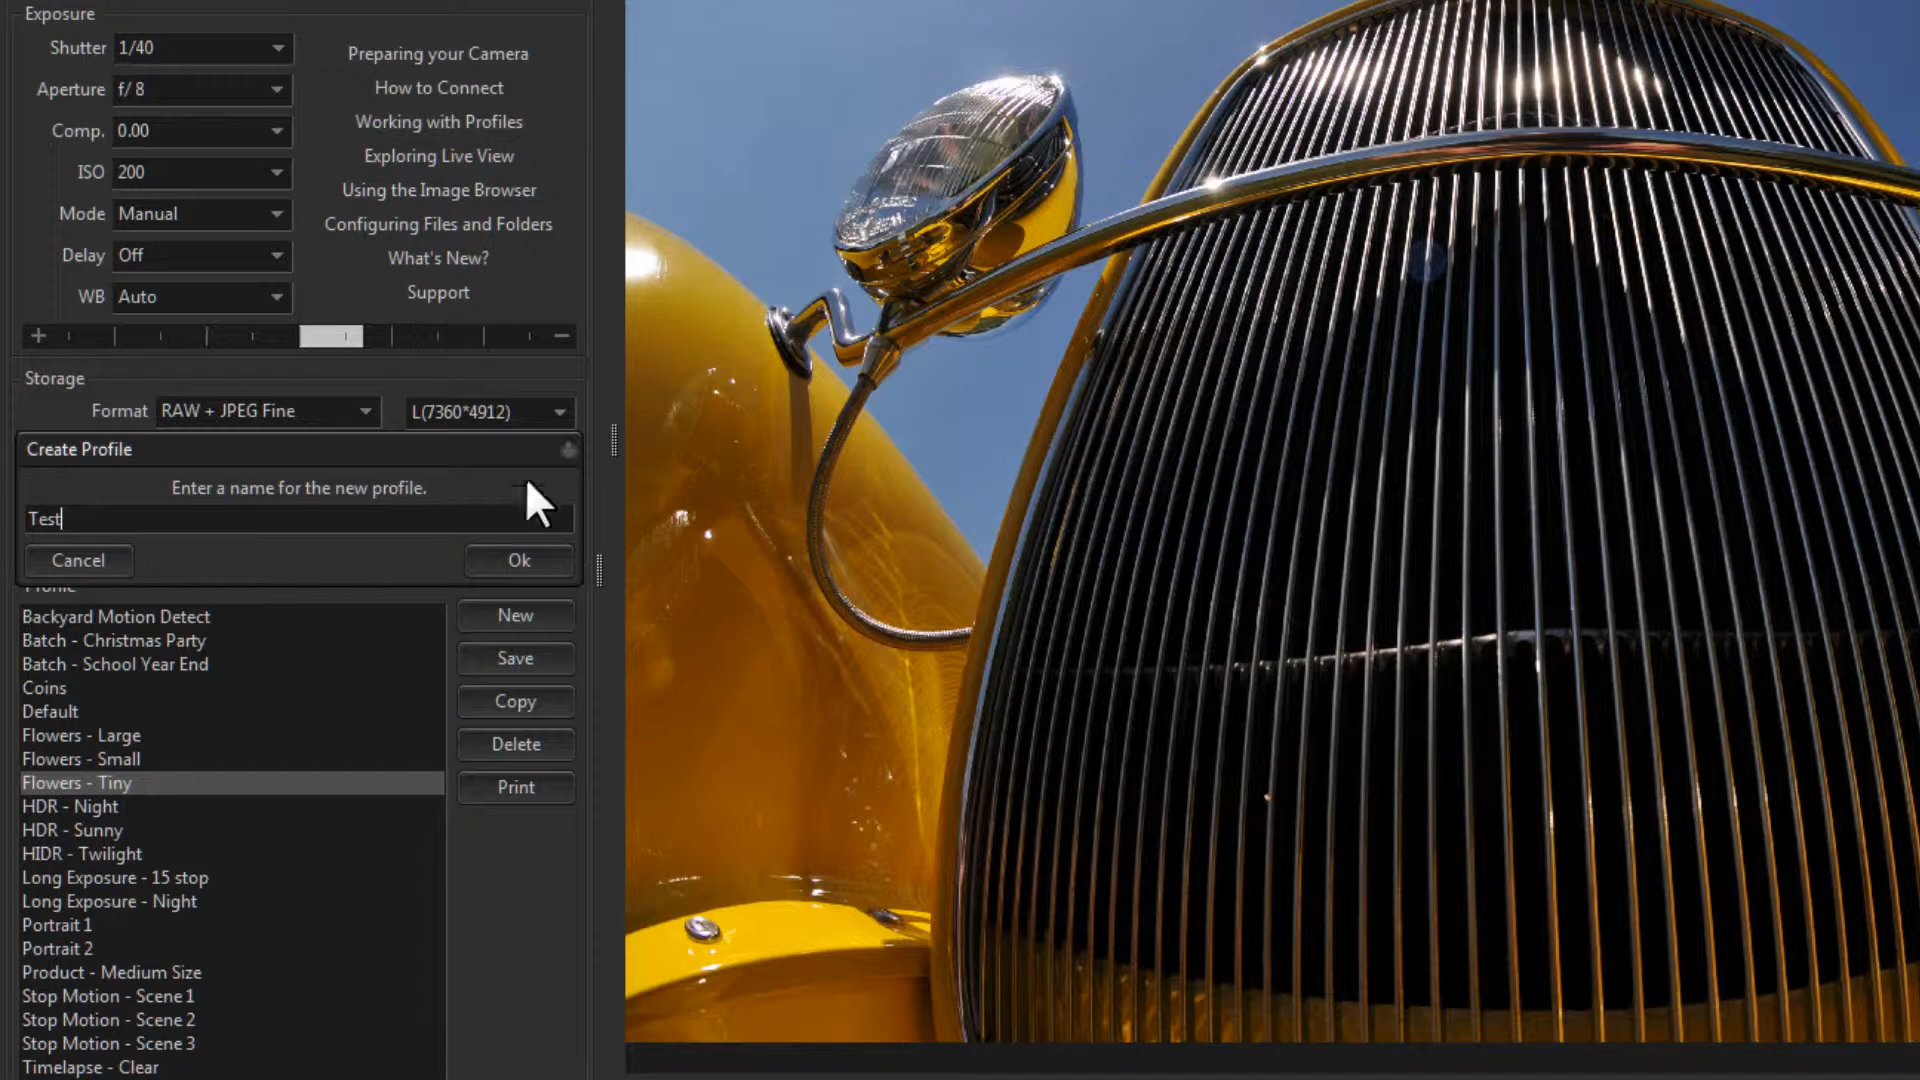 Exposure
Shutter 1/40
Aperture f/ 8
Comp. 0.00
ISO 200
Mode Manual
Delay Off
WB Auto
Preparing your Camera
How to Connect
Working with Profiles
Exploring Live View
Using the Image Browser
Configuring Files and Folders
What's New?
Support
+ −
Storage
Format RAW + JPEG Fine L(7360*4912)
Create Profile
Enter a name for the new profile.
Test
Cancel Ok
Profile
Backyard Motion Detect
Batch - Christmas Party
Batch - School Year End
Coins
Default
Flowers - Large
Flowers - Small
Flowers - Tiny
HDR - Night
HDR - Sunny
HIDR - Twilight
Long Exposure - 15 stop
Long Exposure - Night
Portrait 1
Portrait 2
Product - Medium Size
Stop Motion - Scene 1
Stop Motion - Scene 2
Stop Motion - Scene 3
Timelapse - Clear
New
Save
Copy
Delete
Print